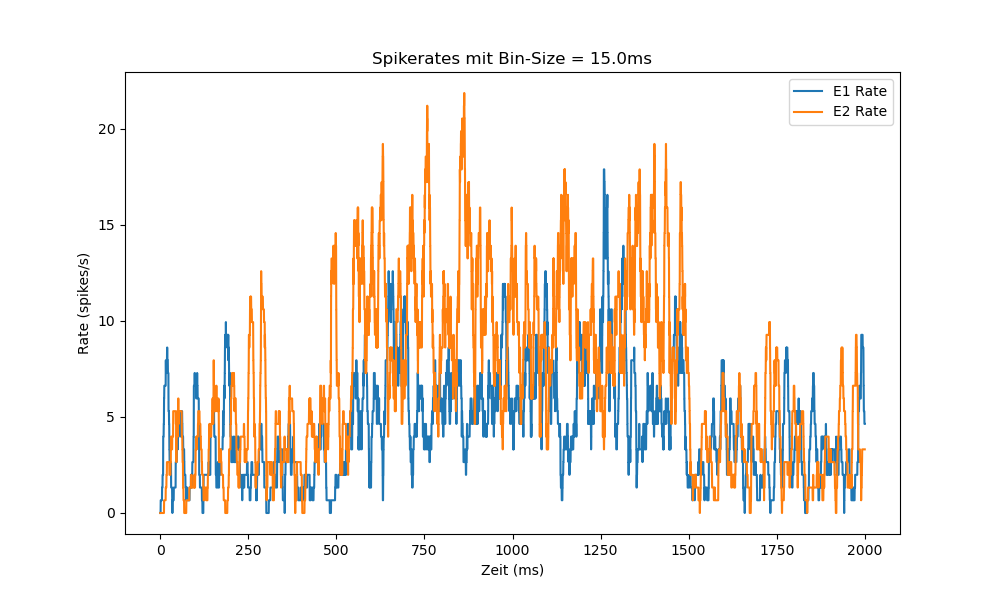 Spikerates mit Bin-Size = 15.0ms
E1 Rate
E2 Rate
Rate (spikes/s)
20
15
10
5
0
0 250 500 750 1000 1250 1500 1750 2000
Zeit (ms)